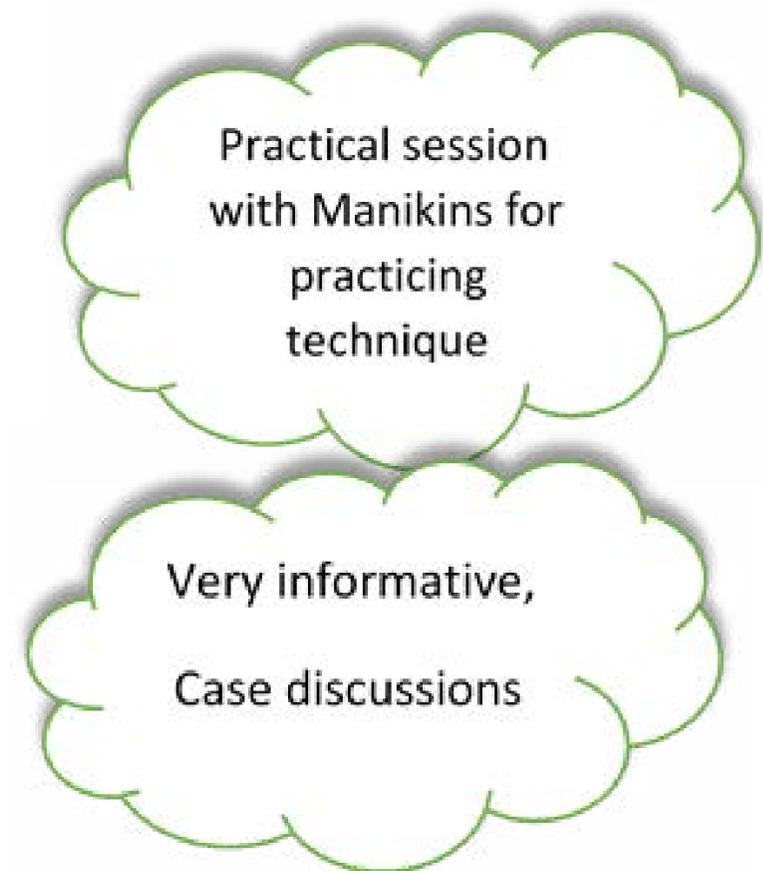 Practical session
with Manikins for
practicing
technique
Very informative,
Case discussions